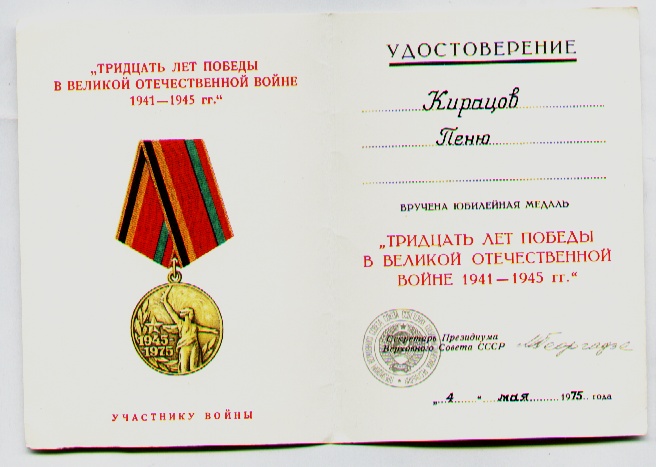 „ТРИДЦАТЬ ЛЕТ ПОБЕДЫ
В ВЕЛИКОЙ ОТЕЧЕСТВЕННОЙ ВОЙНЕ
1941—1945 гг.“
1945
1975
УЧАСТНИКУ ВОЙНЫ
УДОСТОВЕРЕНИЕ
Кирацов
Пеню
ВРУЧЕНА ЮБИЛЕЙНАЯ МЕДАЛЬ
„ТРИДЦАТЬ ЛЕТ ПОБЕДЫ
В ВЕЛИКОЙ ОТЕЧЕСТВЕННОЙ
ВОЙНЕ 1941—1945 гг.“
Секретарь Президиума
Верховного Совета СССР
„4“ мая 1975 года